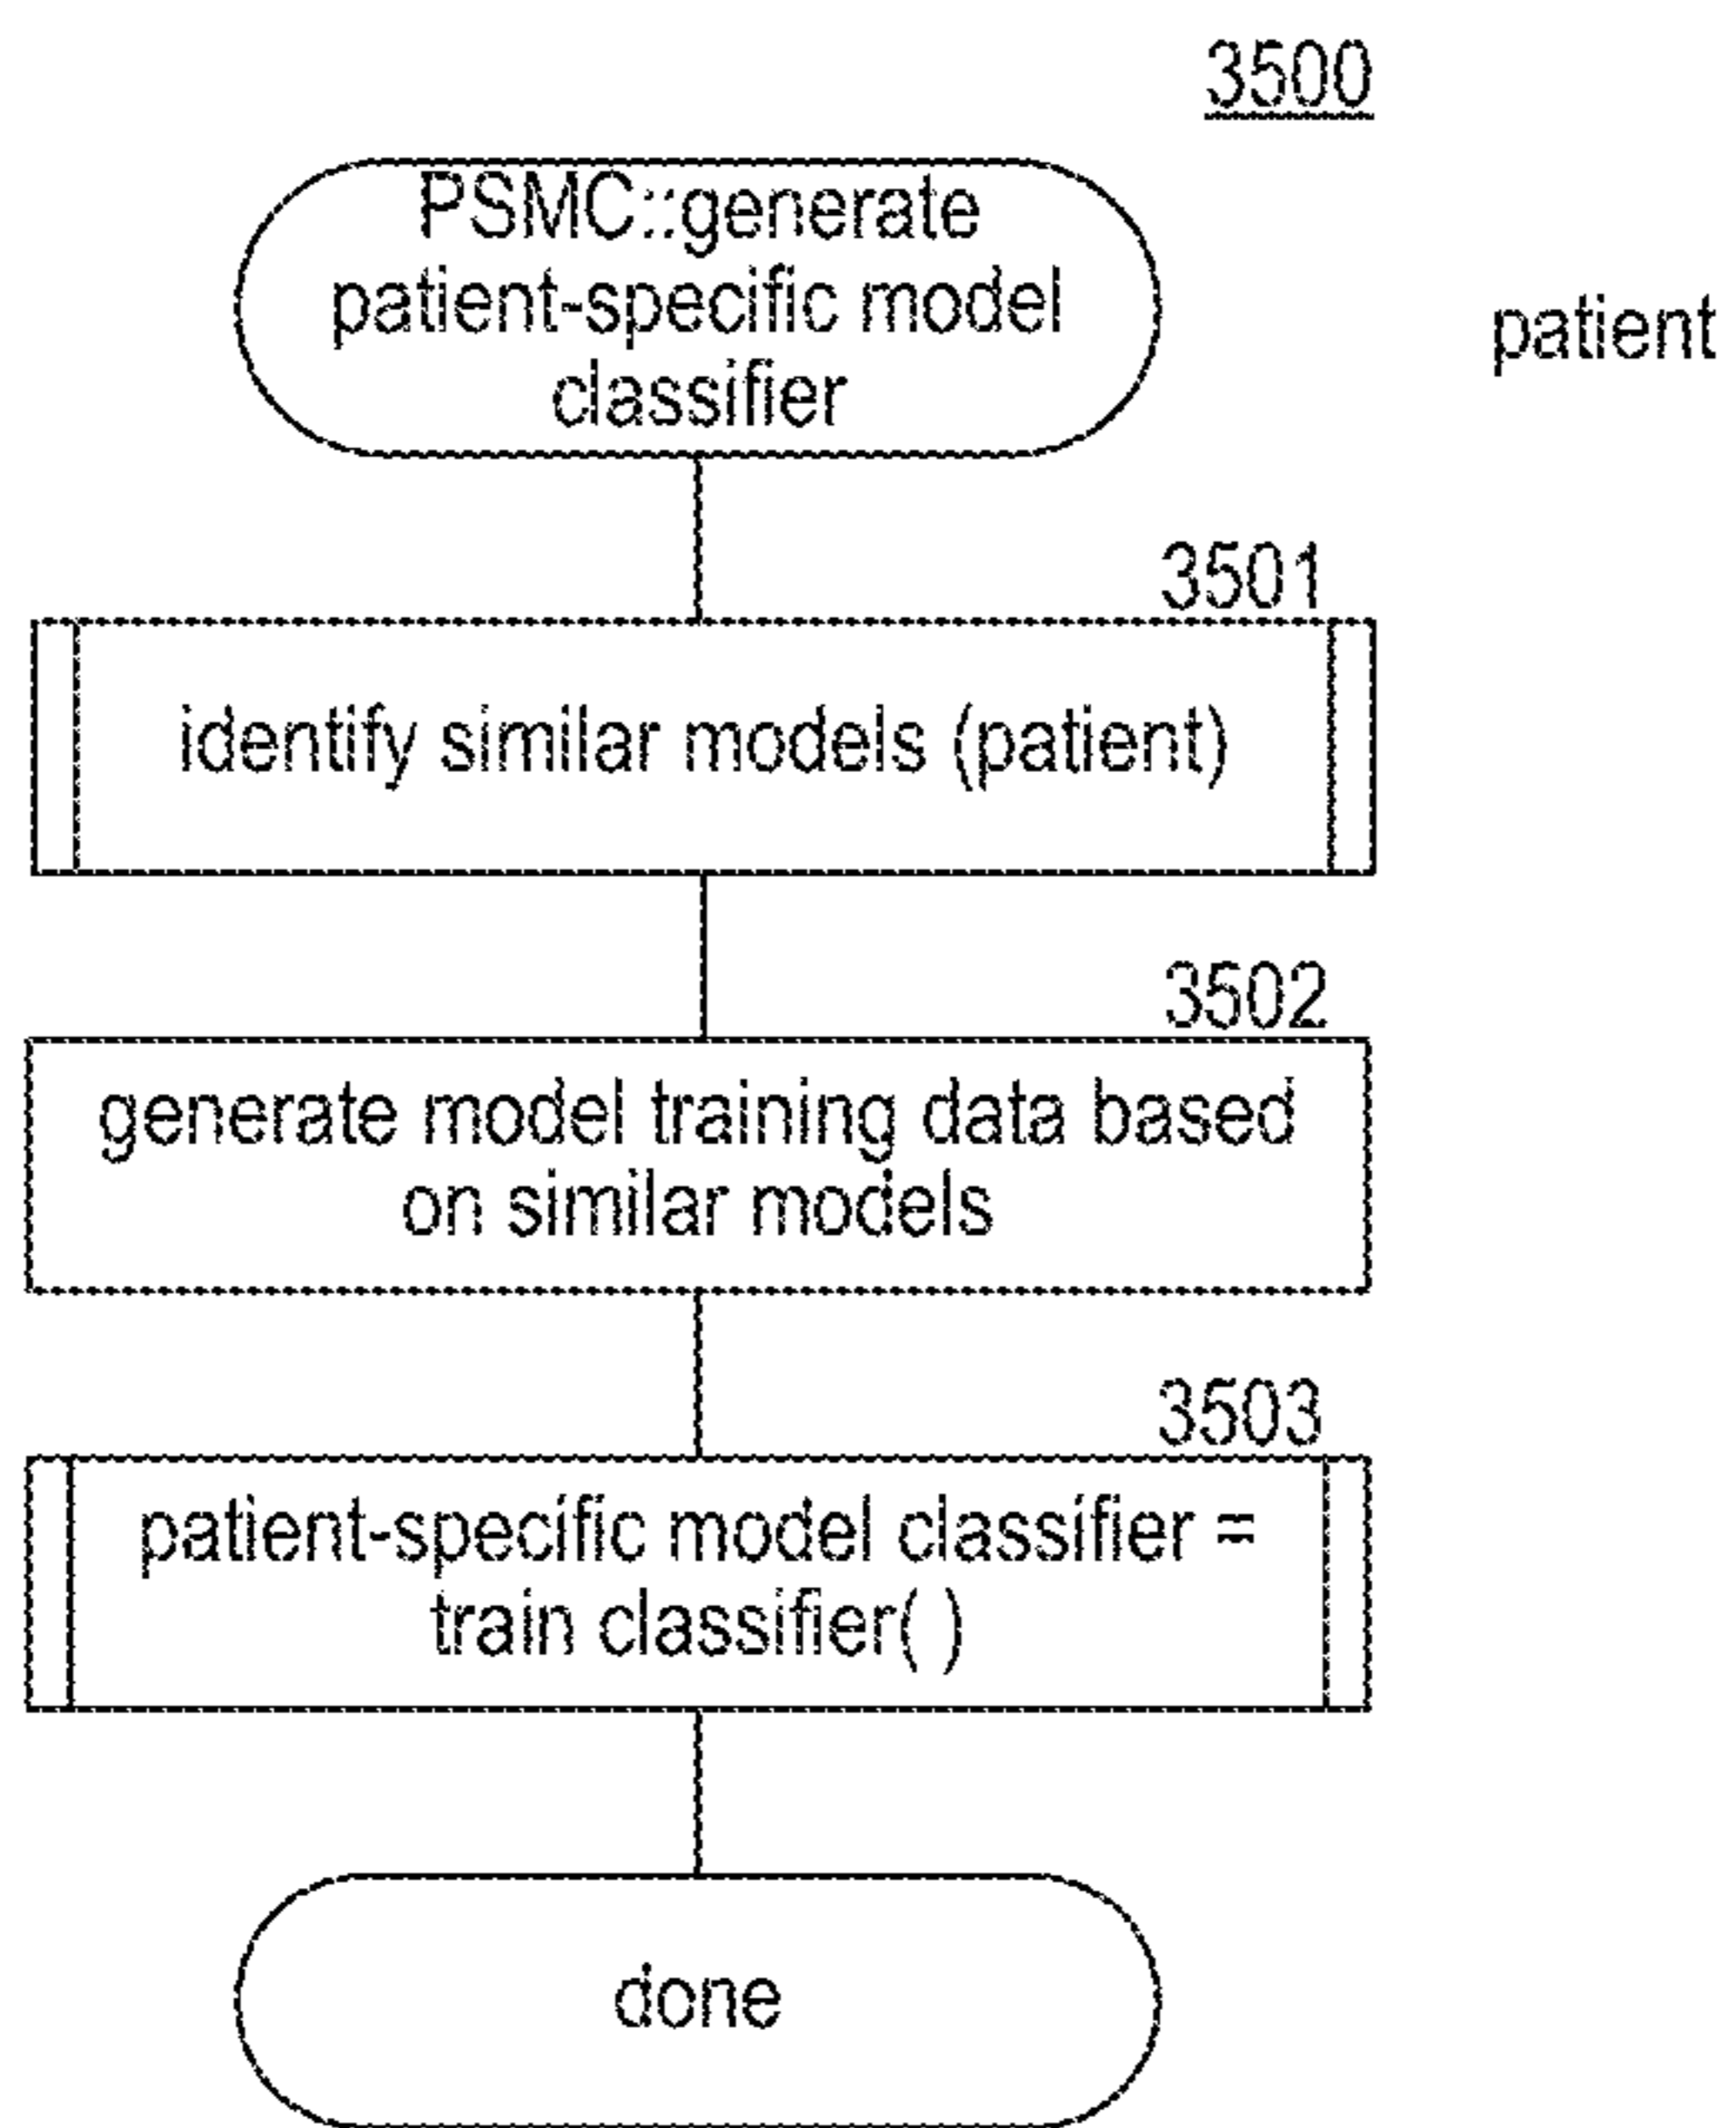 3500
PSMC::generate
patient-specific model
classifier
patient
3501
identify similar models (patient)
3502
generate model training data based
on similar models
3503
patient-specific model classifier =
train classifier( )
done